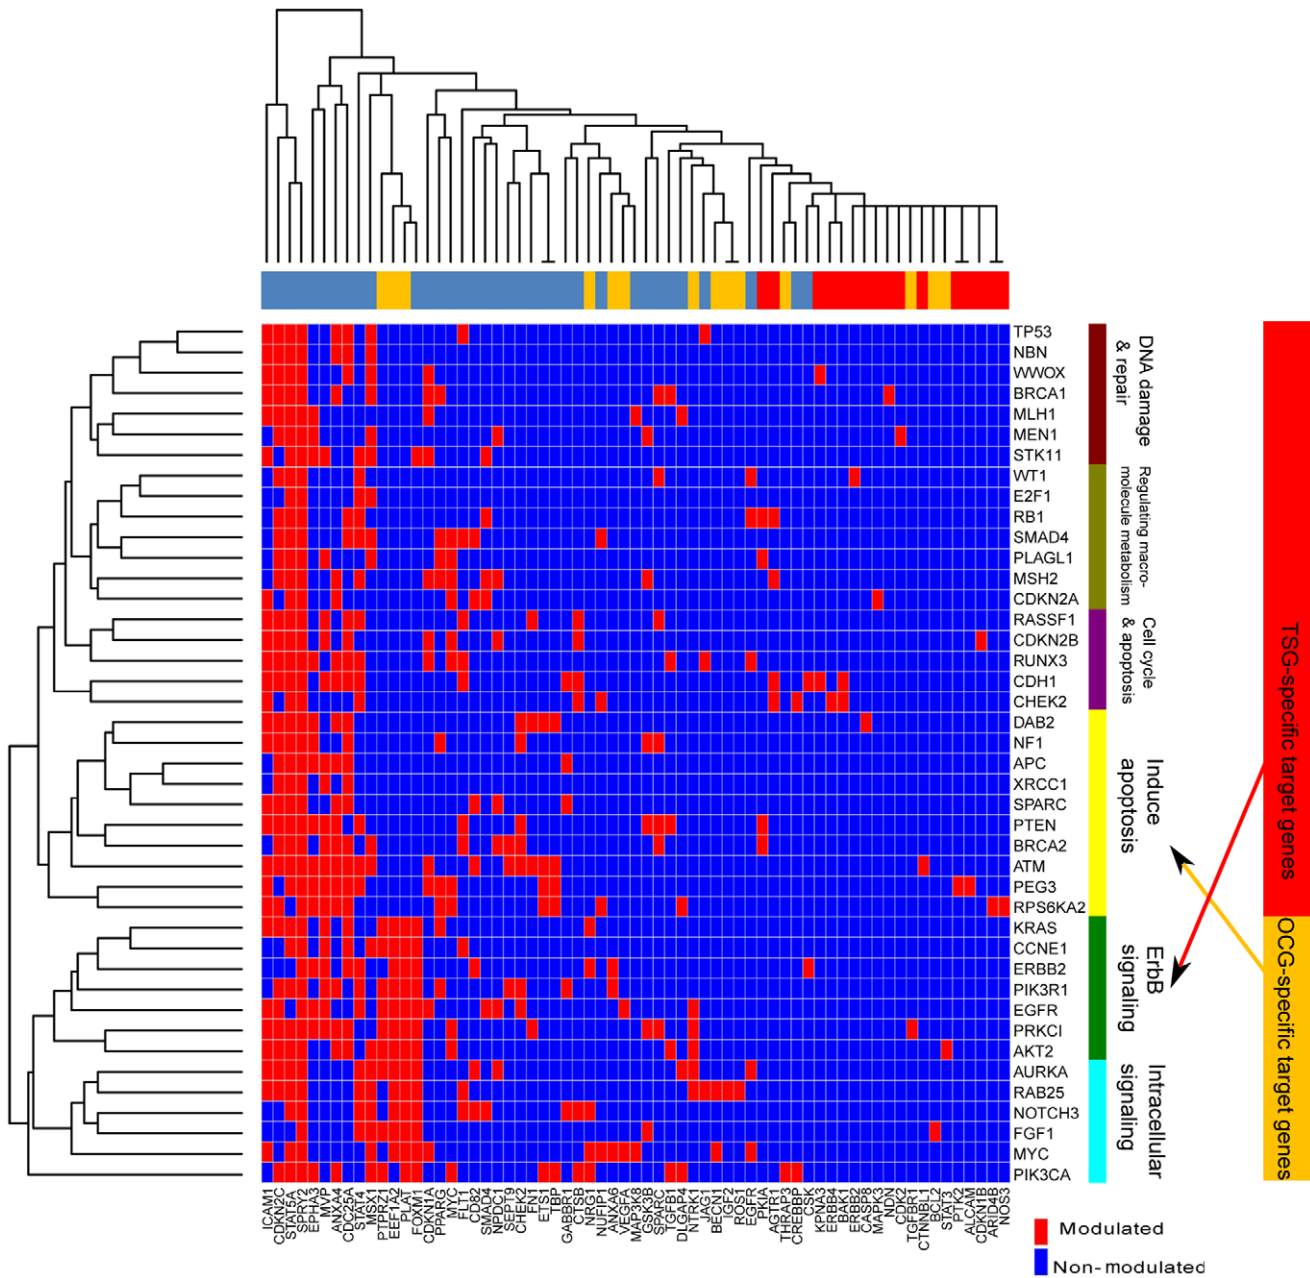 TP53
NBN
WWOX
BRCA1
MLH1
MEN1
STK11
WT1
E2F1
RB1
SMAD4
PLAGL1
MSH2
CDKN2A
RASSF1
CDKN2B
RUNX3
CDH1
CHEK2
DAB2
NF1
APC
XRCC1
SPARC
PTEN
BRCA2
ATM
PEG3
RPS6KA2
KRAS
CCNE1
ERBB2
PIK3R1
EGFR
PRKCI
AKT2
AURKA
RAB25
NOTCH3
FGF1
MYC
PIK3CA
DNA damage
& repair
Regulating macro-
molecule metabolism
Cell cycle
& apoptosis
Induce
apoptosis
ErbB
signaling
Intracellular
signaling
TSG-specific target genes
OCG-specific target genes
ICAM1
CDKN2C
STAT5A
SPRY2
EPHA3
MVP
ANXA4
CDC25A
STAT4
MSX1
PTPRZ1
EEF1A2
PLAT
FOXM1
CDKN1A
PPARG
MYC
FLT1
CD82
SMAD4
NPDC1
SEPT9
CHEK2
FN1
ETS1
TBP
GABBR1
CTSB
NRG1
NUFIP1
ANXA6
VEGFA
MAP3K8
GSK3B
SPARC
TGFB1
DLGAP4
NTRK1
JAG1
BECN1
IGF2
ROS1
EGFR
PKIA
AGTR1
THRAP3
CREBBP
CSK
KPNA3
ERBB4
BAK1
ERBB2
CASP8
MAPK3
NDN
CDK2
TGFBR1
CTNNBL1
BCL2
STAT3
PTK2
ALCAM
CDKN1B
ARID4B
NOS3
Modulated
Non-modulated